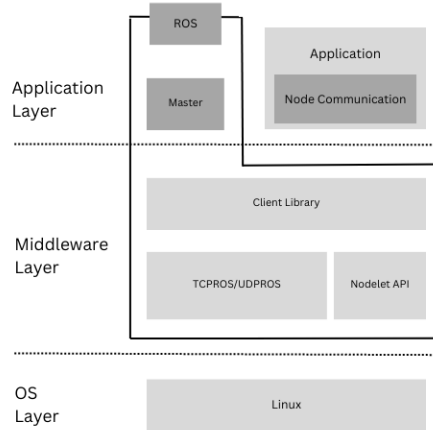 ROS
Application
Node Communication
Application
Layer
Master
Client Library
Middleware
Layer
TCPROS/UDPROS
Nodelet API
OS
Layer
Linux